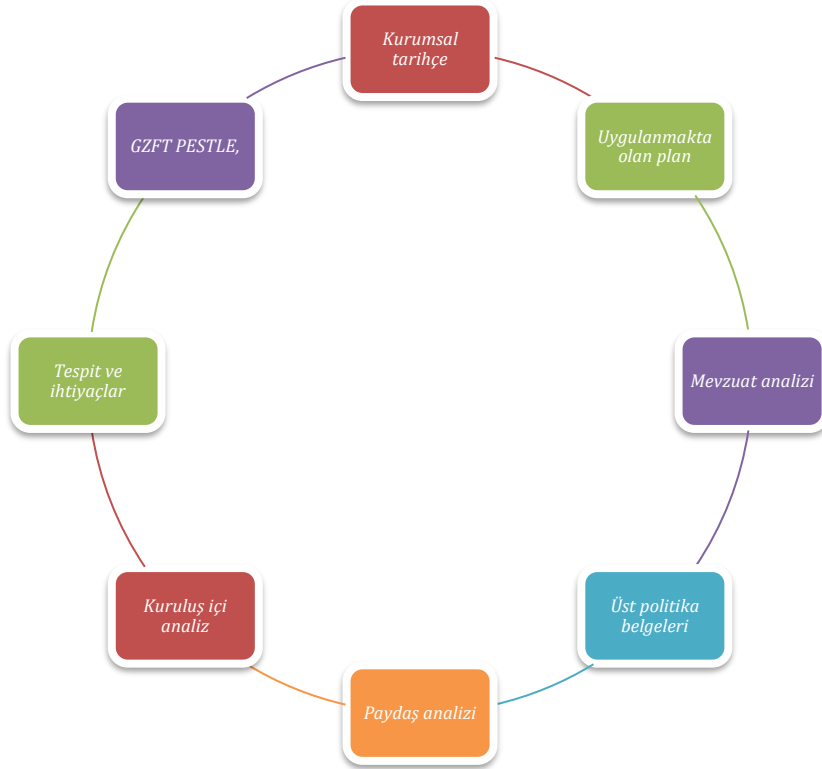 Kurumsal
tarihçe
Uygulanmakta
olan plan
Mevzuat analizi
Üst politika
belgeleri
Paydaş analizi
Kuruluş içi
analiz
Tespit ve
ihtiyaçlar
GZFT PESTLE,